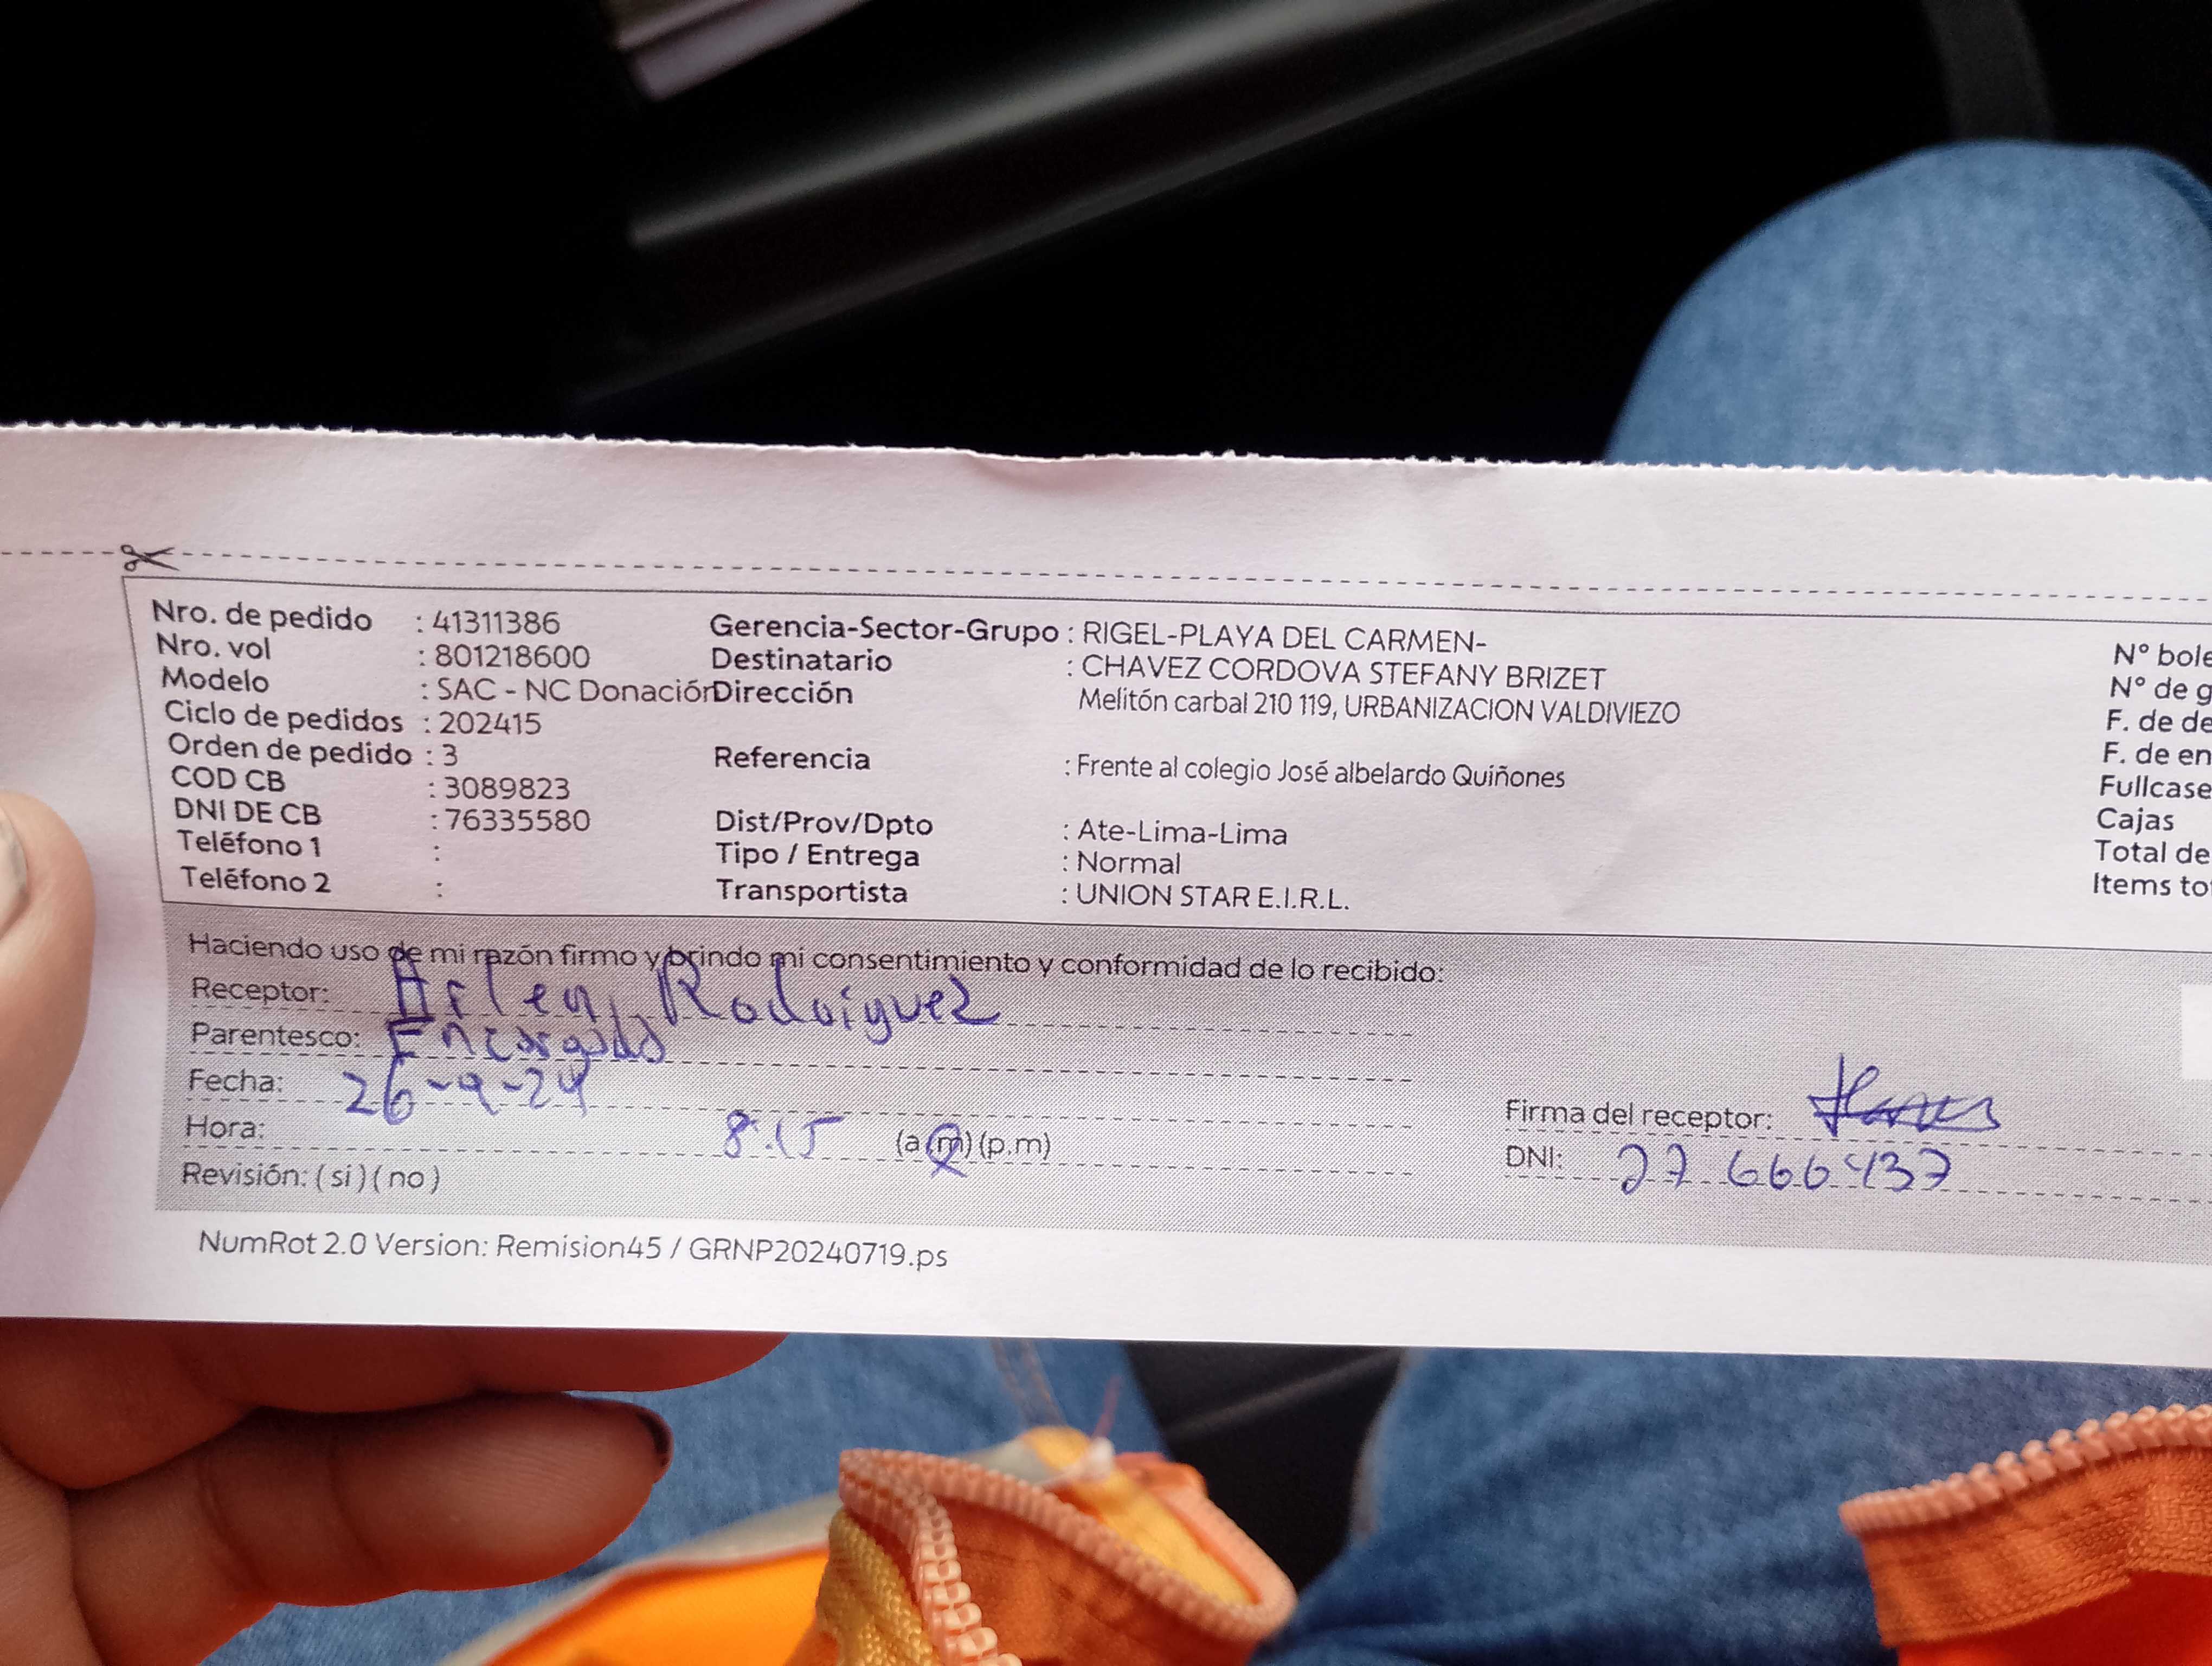 Nro. de pedido : 41311386 Gerencia-Sector-Grupo : RIGEL-PLAYA DEL CARMEN-
Nro. vol : 801218600 Destinatario : CHAVEZ CORDOVA STEFANY BRIZET
Modelo : SAC - NC Donación Dirección Melitón carbal 210 119, URBANIZACION VALDIVIEZO
Ciclo de pedidos : 202415
Orden de pedido : 3 Referencia : Frente al colegio José albelardo Quiñones
COD CB : 3089823
DNI DE CB : 76335580 Dist/Prov/Dpto : Ate-Lima-Lima
Teléfono 1 : Tipo / Entrega : Normal
Teléfono 2 : Transportista : UNION STAR E.I.R.L.
N° bole
N° de g
F. de de
F. de en
Fullcase
Cajas
Total de
Items to
Haciendo uso de mi razón firmo y brindo mi consentimiento y conformidad de lo recibido:
Receptor: Arlen Rodriguez
Parentesco: Encargado
Fecha: 26-9-24
Hora: 8:15 (a.m) (p.m)
Revisión: ( si ) ( no )
Firma del receptor:
DNI: 27 666437
NumRot 2.0 Version: Remision45 / GRNP20240719.ps